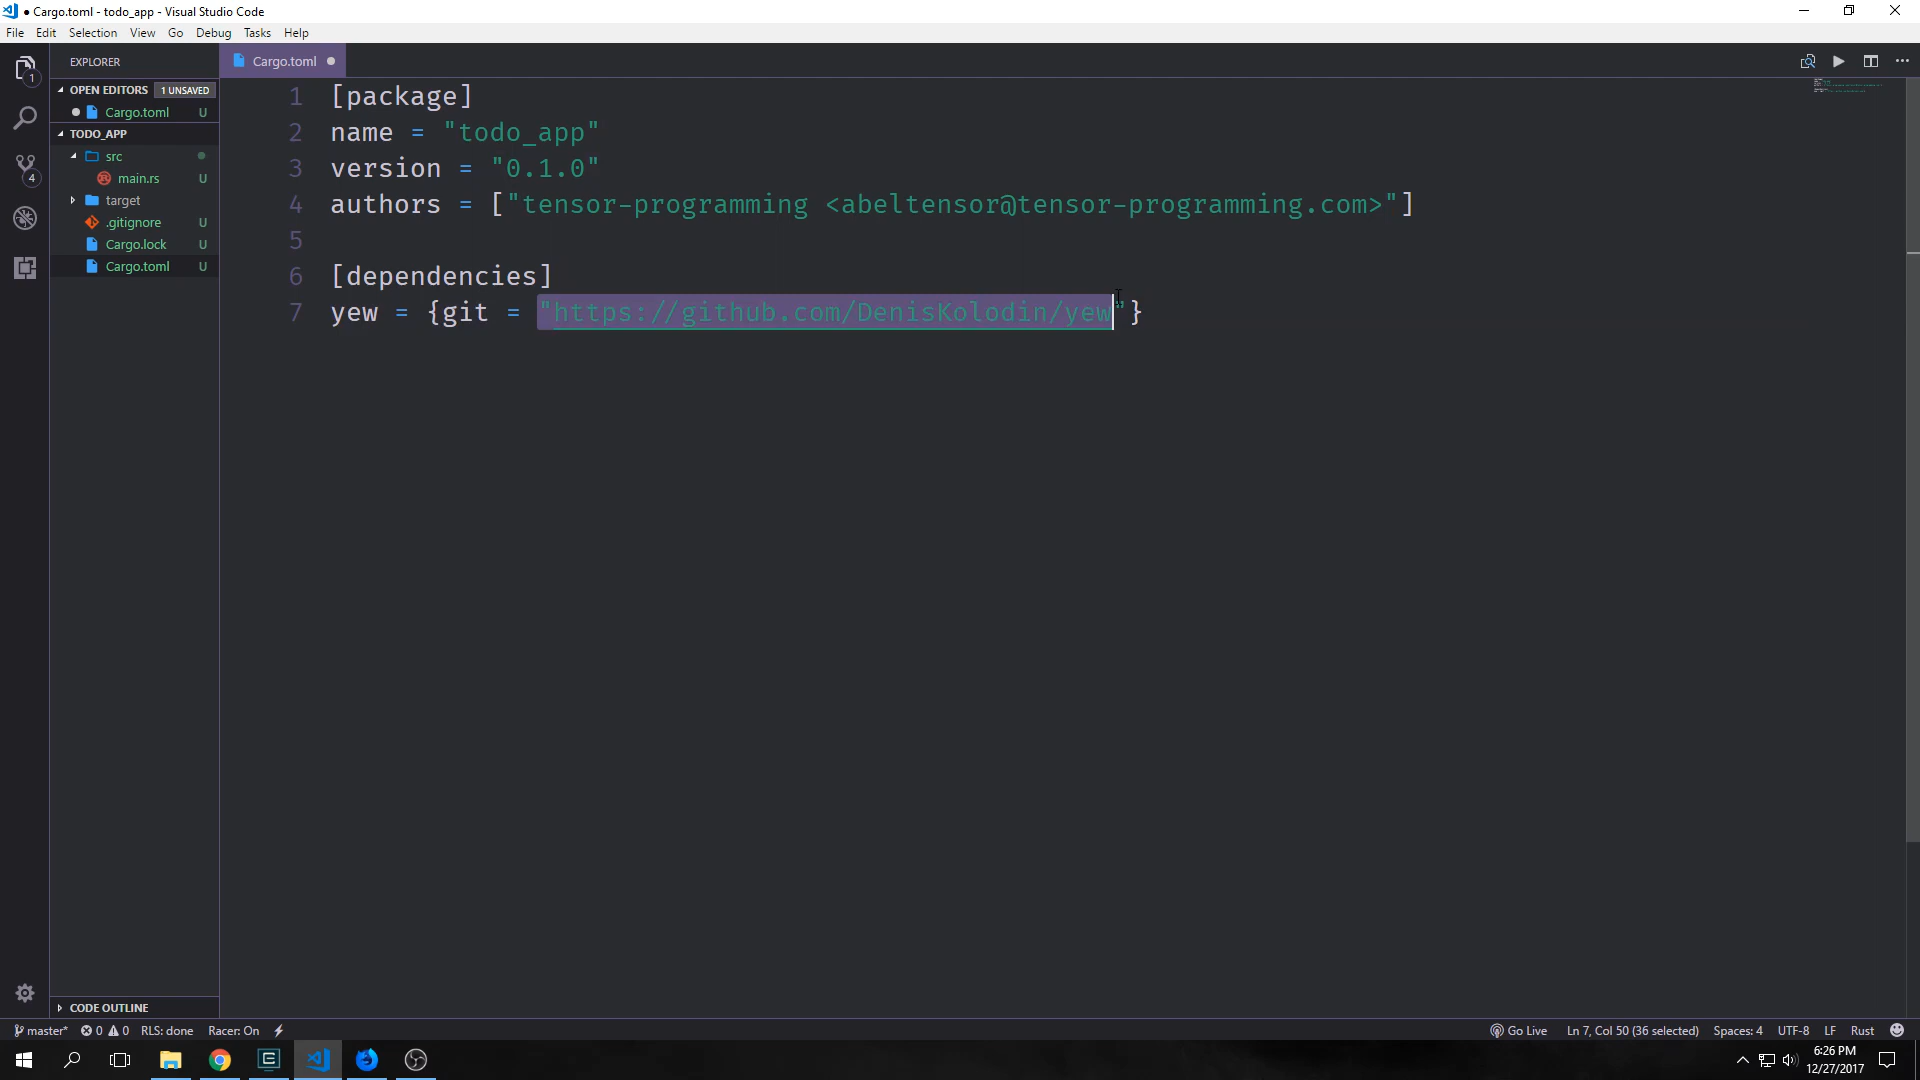 ● Cargo.toml - todo_app - Visual Studio Code
File Edit Selection View Go Debug Tasks Help
EXPLORER
OPEN EDITORS 1 UNSAVED
Cargo.toml U
TODO_APP
src
main.rs U
target
.gitignore U
Cargo.lock U
Cargo.toml U
CODE OUTLINE
1
4
Cargo.toml
1 [package]
2 name = "todo_app"
3 version = "0.1.0"
4 authors = ["tensor-programming <abeltensor@tensor-programming.com>"]
5
6 [dependencies]
7 yew = {git = "https://github.com/DenisKolodin/yew"}
master* 0 0 RLS: done Racer: On Go Live Ln 7, Col 50 (36 selected) Spaces: 4 UTF-8 LF Rust
6:26 PM
12/27/2017